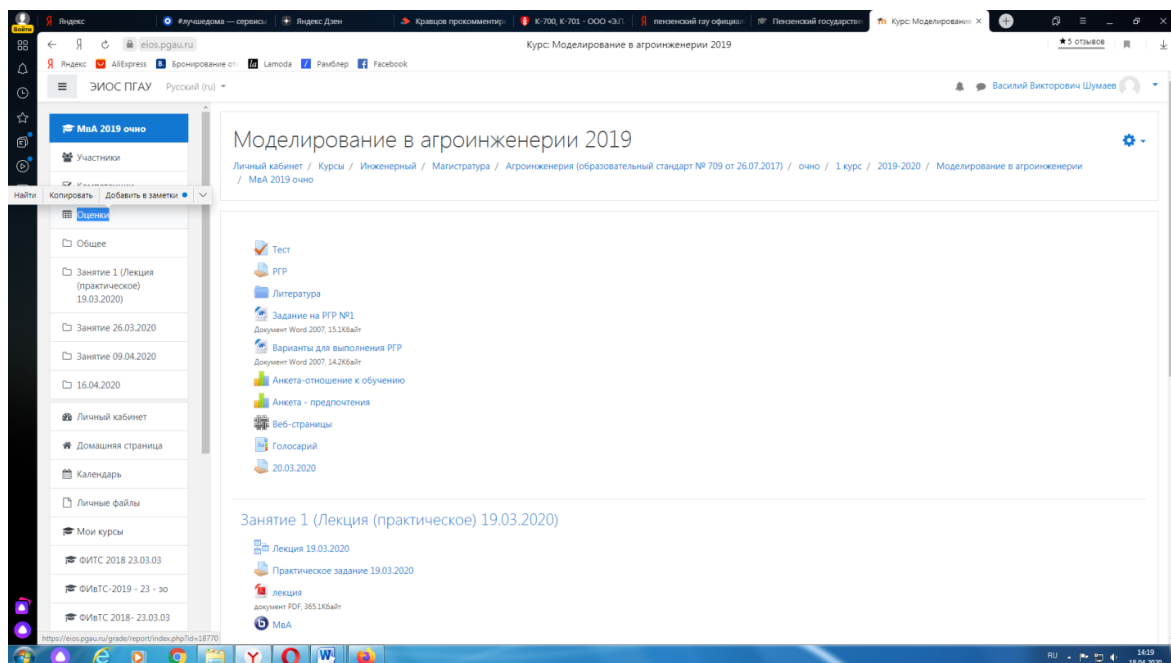 Войти
Яндекс
#лучшедома — сервисы
Яндекс Дзен
Кравцов прокомментир
К-700, К-701 - ООО «Э.П.
пензенский гау официал
Пензенский государстве
Курс: Моделирование
eios.pgau.ru
Курс: Моделирование в агроинженерии 2019
★ 5 отзывов
Яндекс
AliExpress
Бронирование от
Lamoda
Рамблер
Facebook
ЭИОС ПГАУ
Русский (ru)
Василий Викторович Шумаев
МвА 2019 очно
Участники
Найти
Копировать
Добавить в заметки
Оценки
Общее
Занятие 1 (Лекция
(практическое)
19.03.2020)
Занятие 26.03.2020
Занятие 09.04.2020
16.04.2020
Личный кабинет
Домашняя страница
Календарь
Личные файлы
Мои курсы
ФИТС 2018 23.03.03
ФИвТС-2019 - 23 - зо
ФИвТС 2018- 23.03.03
https://eios.pgau.ru/grade/report/index.php?id=18770
Моделирование в агроинженерии 2019
Личный кабинет / Курсы / Инженерный / Магистратура / Агроинженерия (образовательный стандарт № 709 от 26.07.2017) / очно / 1 курс / 2019-2020 / Моделирование в агроинженерии
/ МвА 2019 очно
Тест
РГР
Литература
Задание на РГР №1
Документ Word 2007, 15.1Кбайт
Варианты для выполнения РГР
Документ Word 2007, 14.2Кбайт
Анкета-отношение к обучению
Анкета - предпочтения
Веб-страницы
Голосарий
20.03.2020
Занятие 1 (Лекция (практическое) 19.03.2020)
Лекция 19.03.2020
Практическое задание 19.03.2020
лекция
документ PDF, 365.1Кбайт
МвА
RU
14:19
18.04.2020